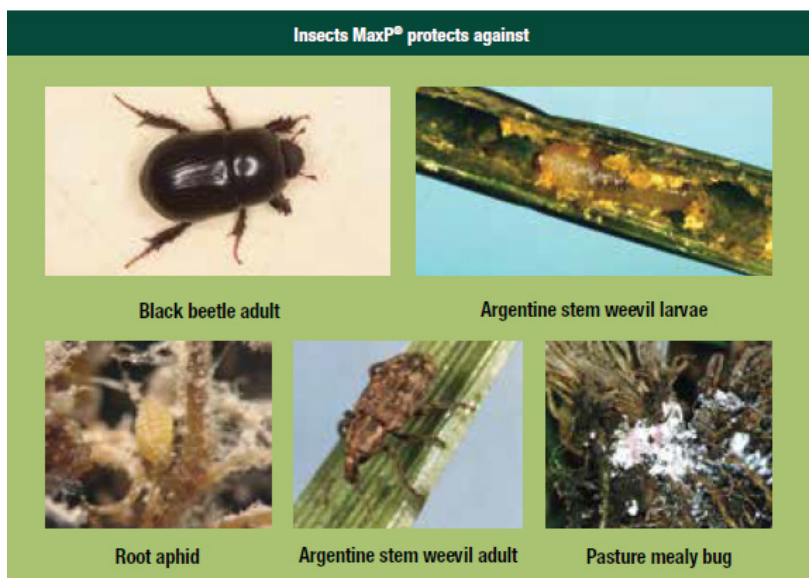 Insects MaxP® protects against
Black beetle adult
Argentine stem weevil larvae
Root aphid
Argentine stem weevil adult
Pasture mealy bug